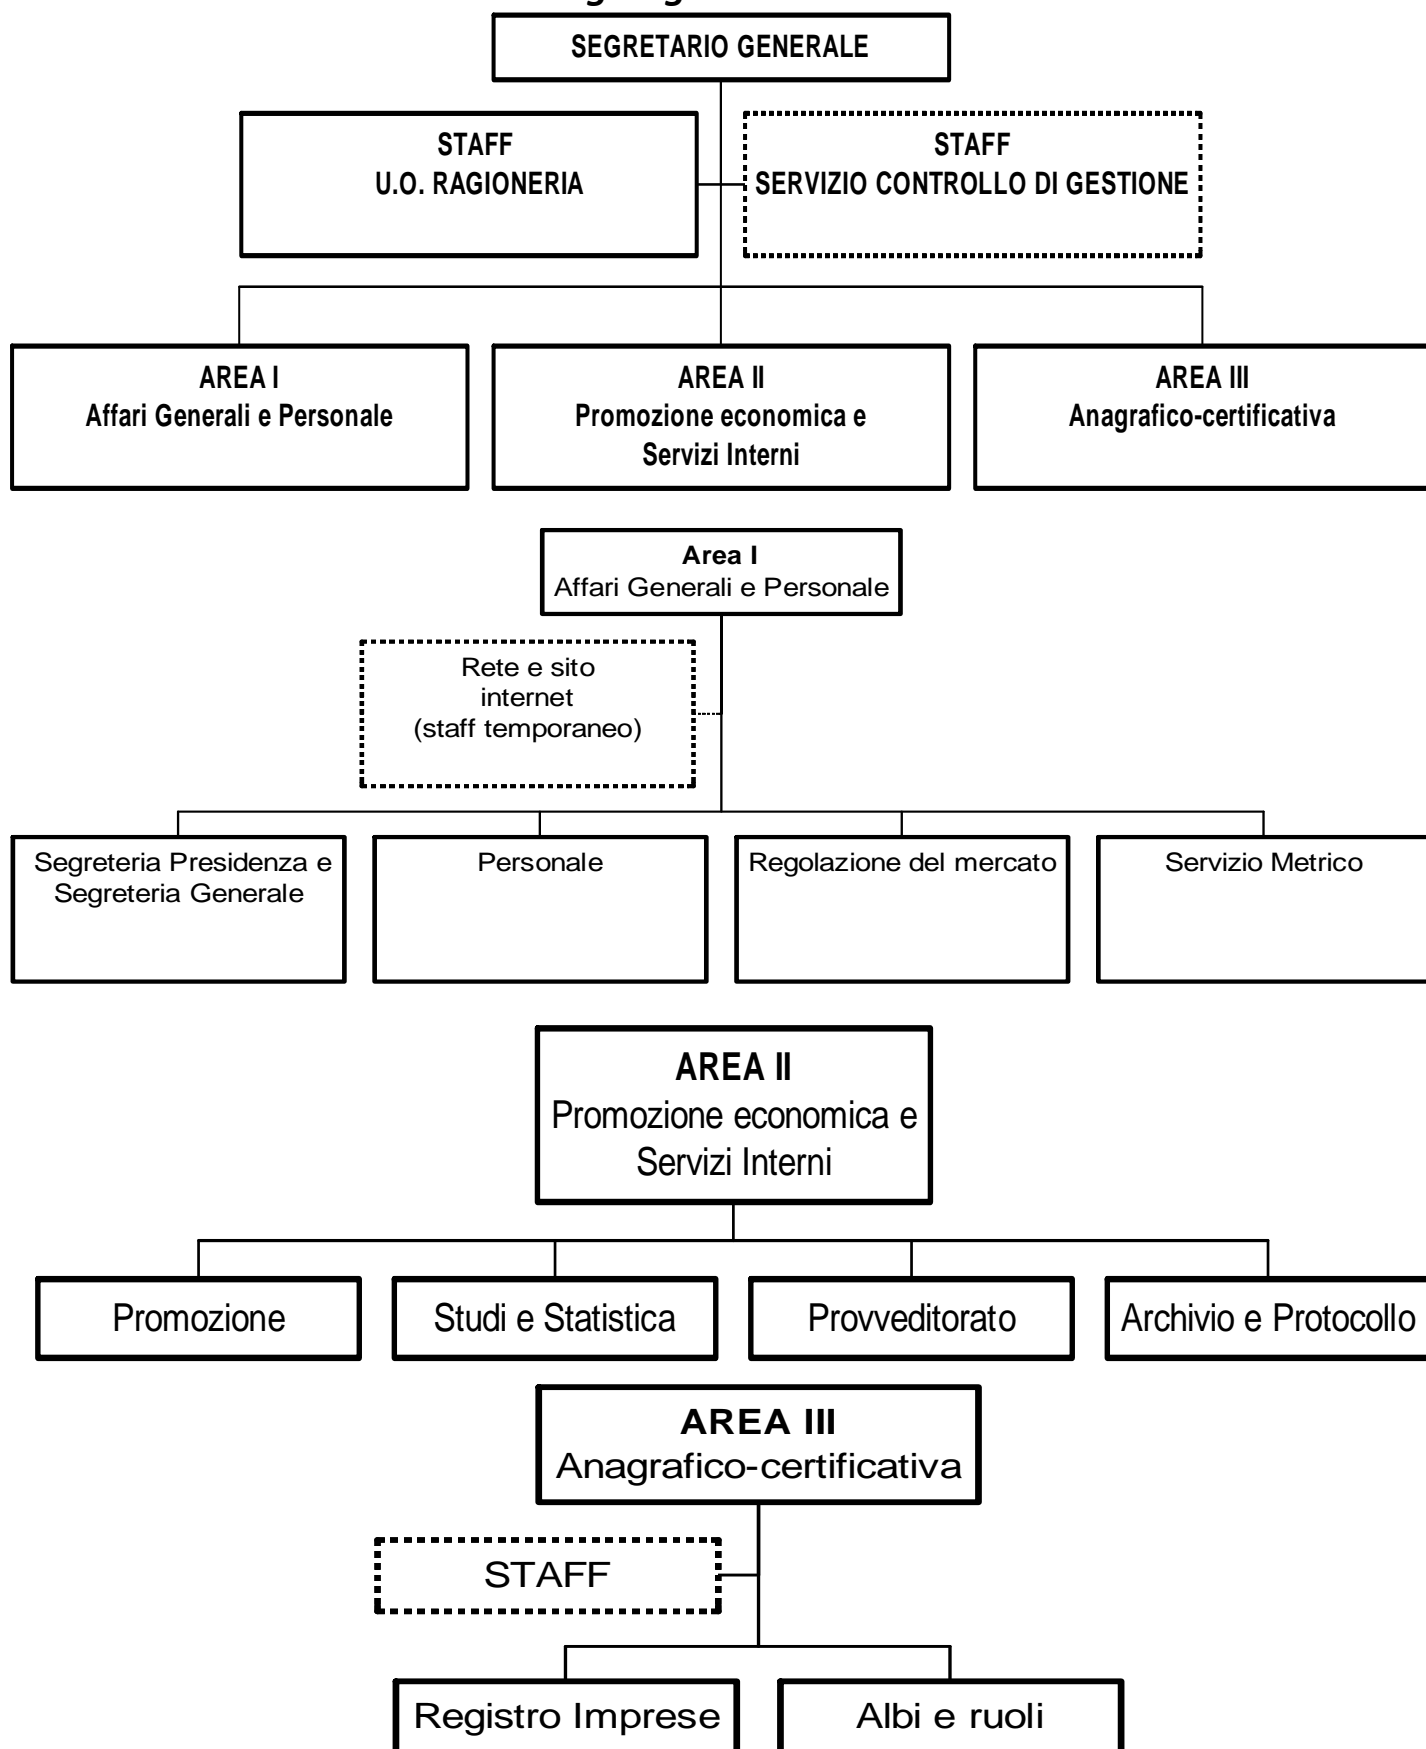 SEGRETARIO GENERALE
STAFF
U.O. RAGIONERIA
STAFF
SERVIZIO CONTROLLO DI GESTIONE
AREA I
Affari Generali e Personale
AREA II
Promozione economica e
Servizi Interni
AREA III
Anagrafico-certificativa
Area I
Affari Generali e Personale
Rete e sito
internet
(staff temporaneo)
Segreteria Presidenza e
Segreteria Generale
Personale
Regolazione del mercato
Servizio Metrico
AREA II
Promozione economica e
Servizi Interni
Promozione
Studi e Statistica
Provveditorato
Archivio e Protocollo
AREA III
Anagrafico-certificativa
STAFF
Registro Imprese
Albi e ruoli